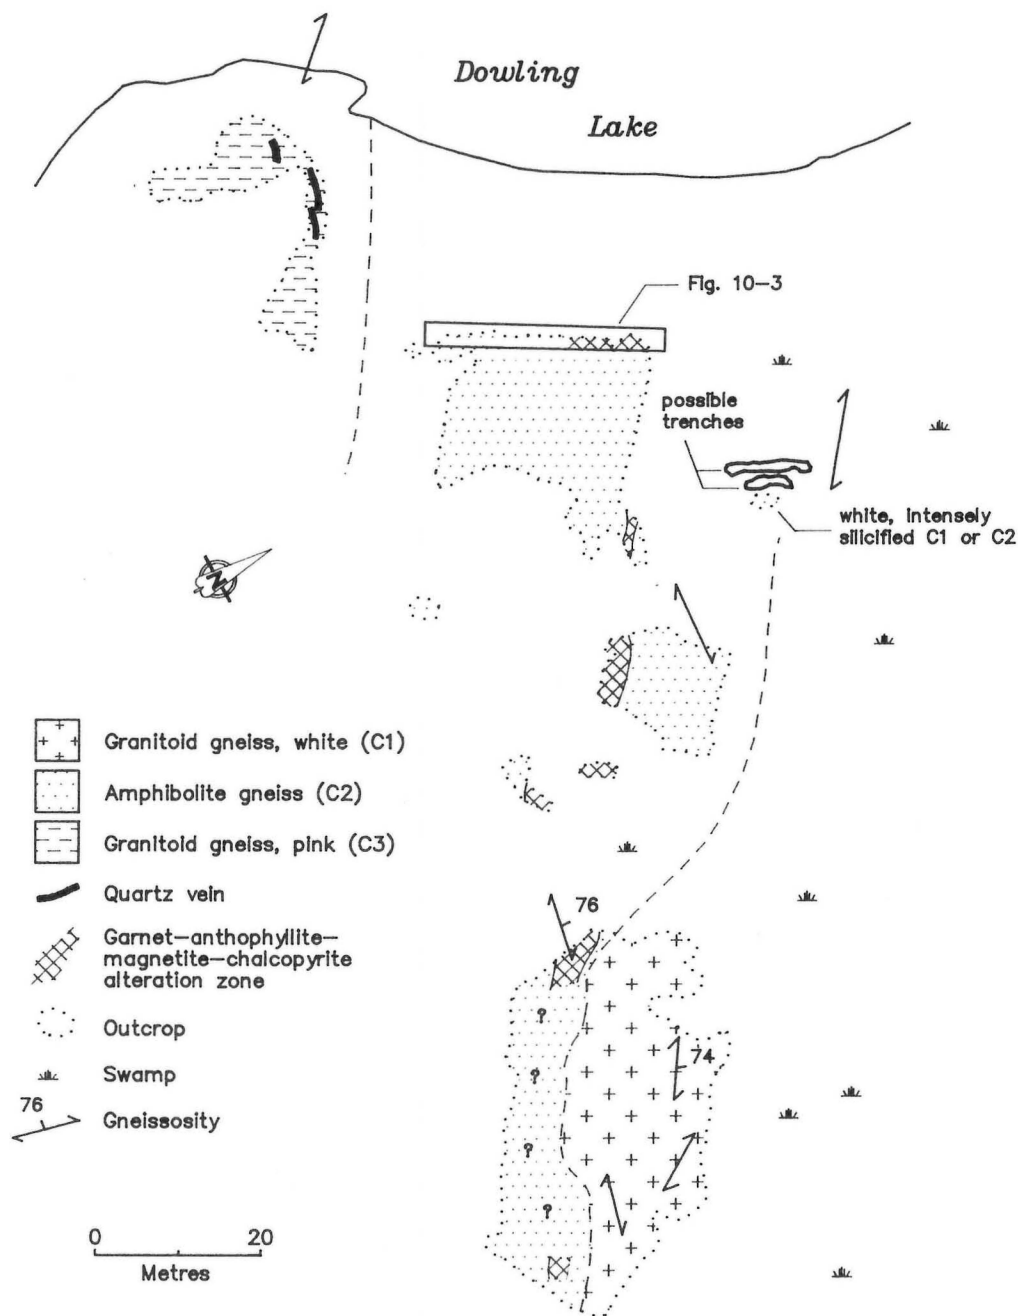 Dowling
Lake
Fig. 10-3
possible
trenches
white, intensely
silicified C1 or C2
N
Granitoid gneiss, white (C1)
Amphibolite gneiss (C2)
Granitoid gneiss, pink (C3)
Quartz vein
Garnet-anthophyllite-
magnetite-chalcopyrite
alteration zone
Outcrop
Swamp
76
Gneissosity
76
74
?
?
?
?
0
20
Metres